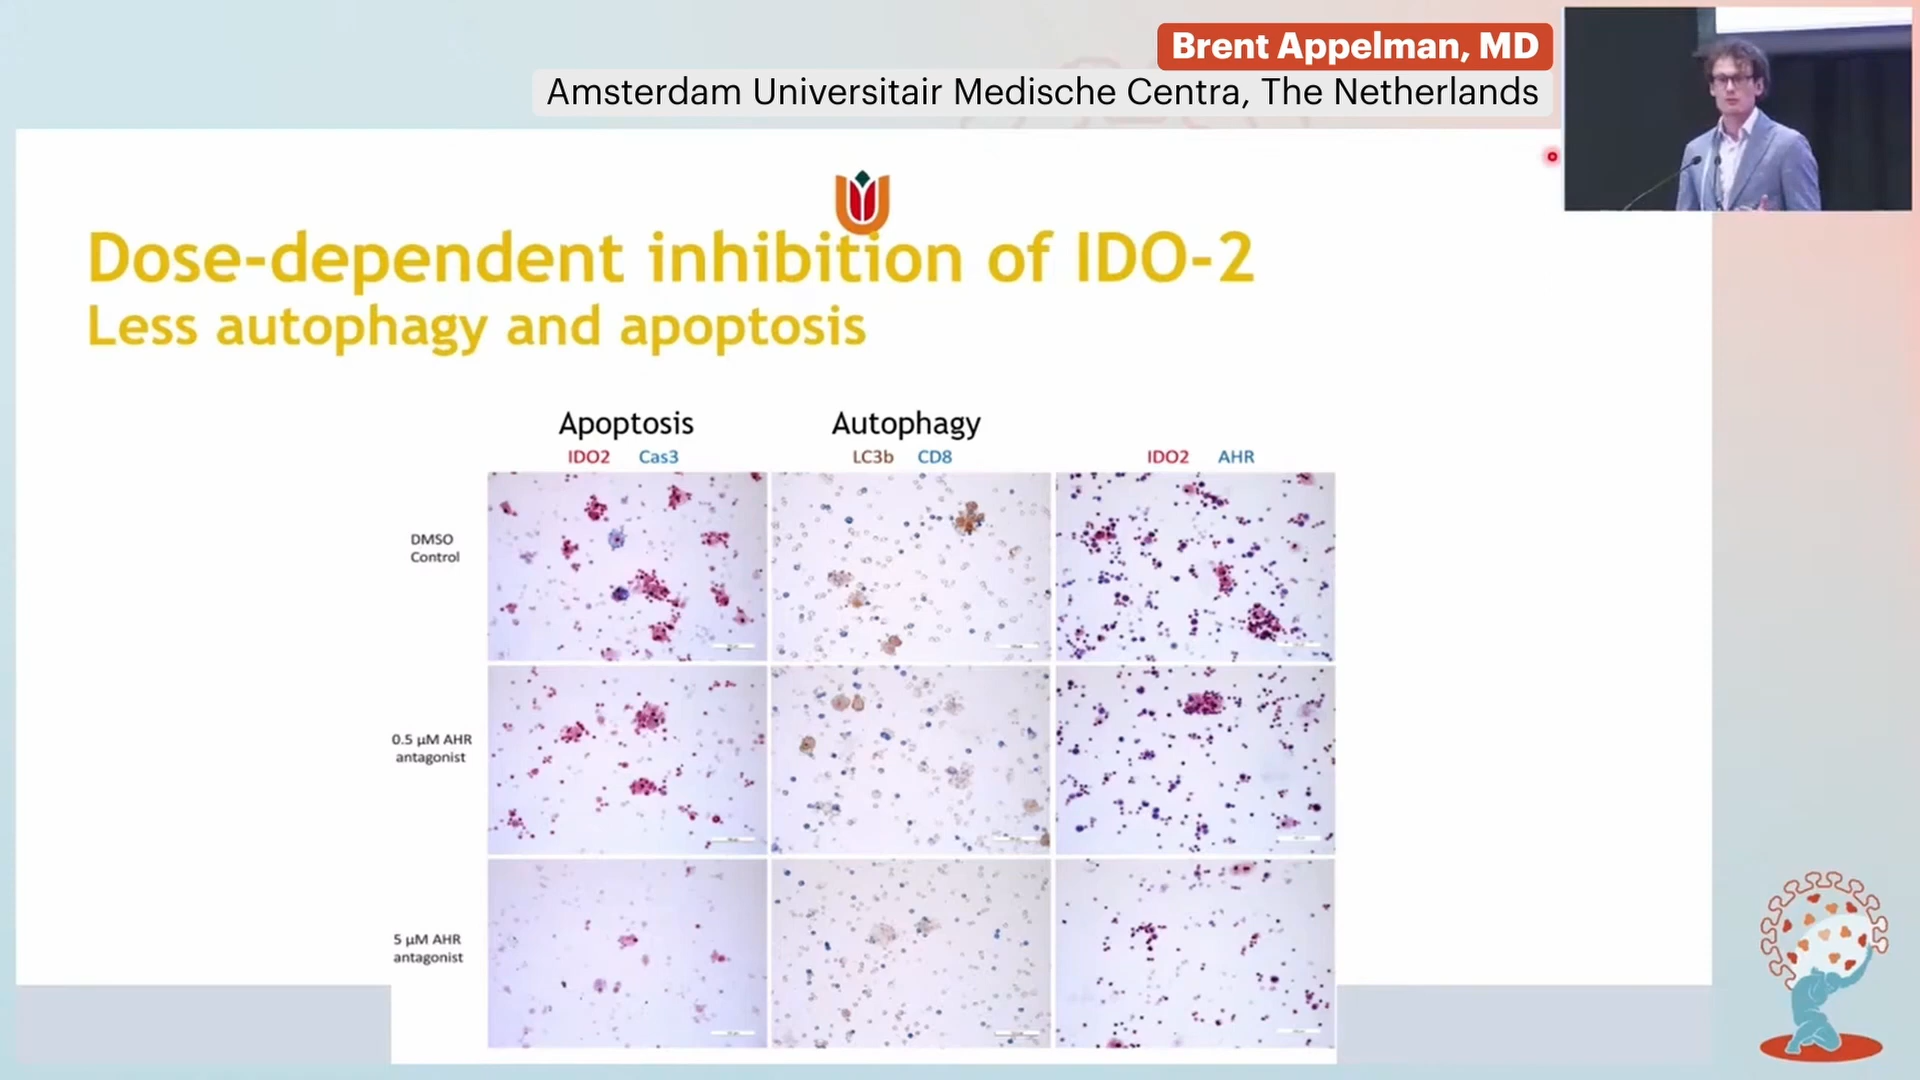 Brent Appelman, MD
Amsterdam Universitair Medische Centra, The Netherlands
Dose-dependent inhibition of IDO-2
Less autophagy and apoptosis
Apoptosis
Autophagy
IDO2 Cas3
LC3b CD8
IDO2 AHR
DMSO
Control
0.5 µM AHR
antagonist
5 µM AHR
antagonist